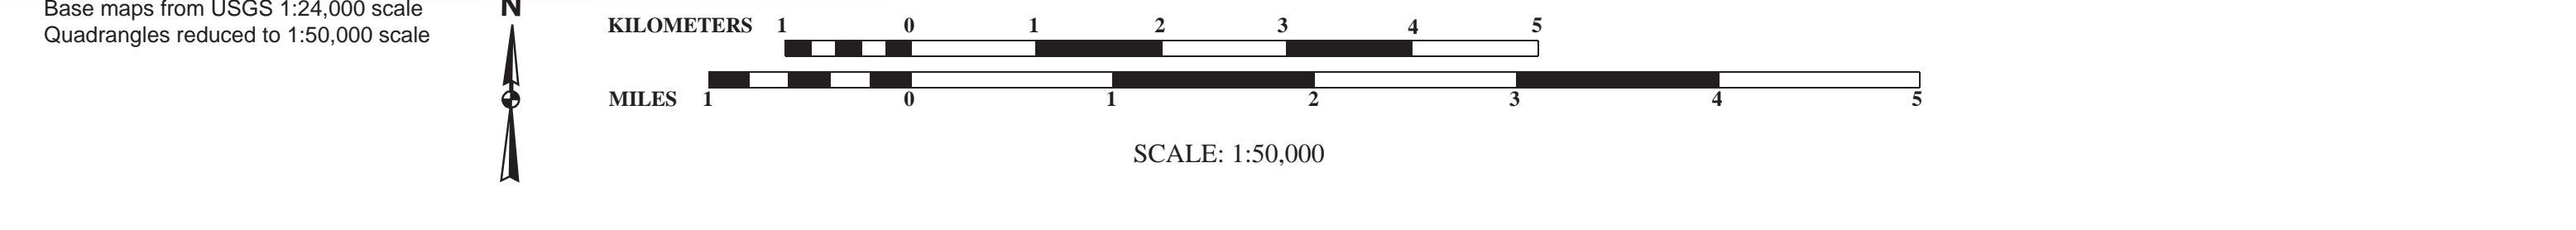 Base maps from USGS 1:24,000 scale
Quadrangles reduced to 1:50,000 scale
N
KILOMETERS 1 0 1 2 3 4 5
MILES 1 0 1 2 3 4 5
SCALE: 1:50,000